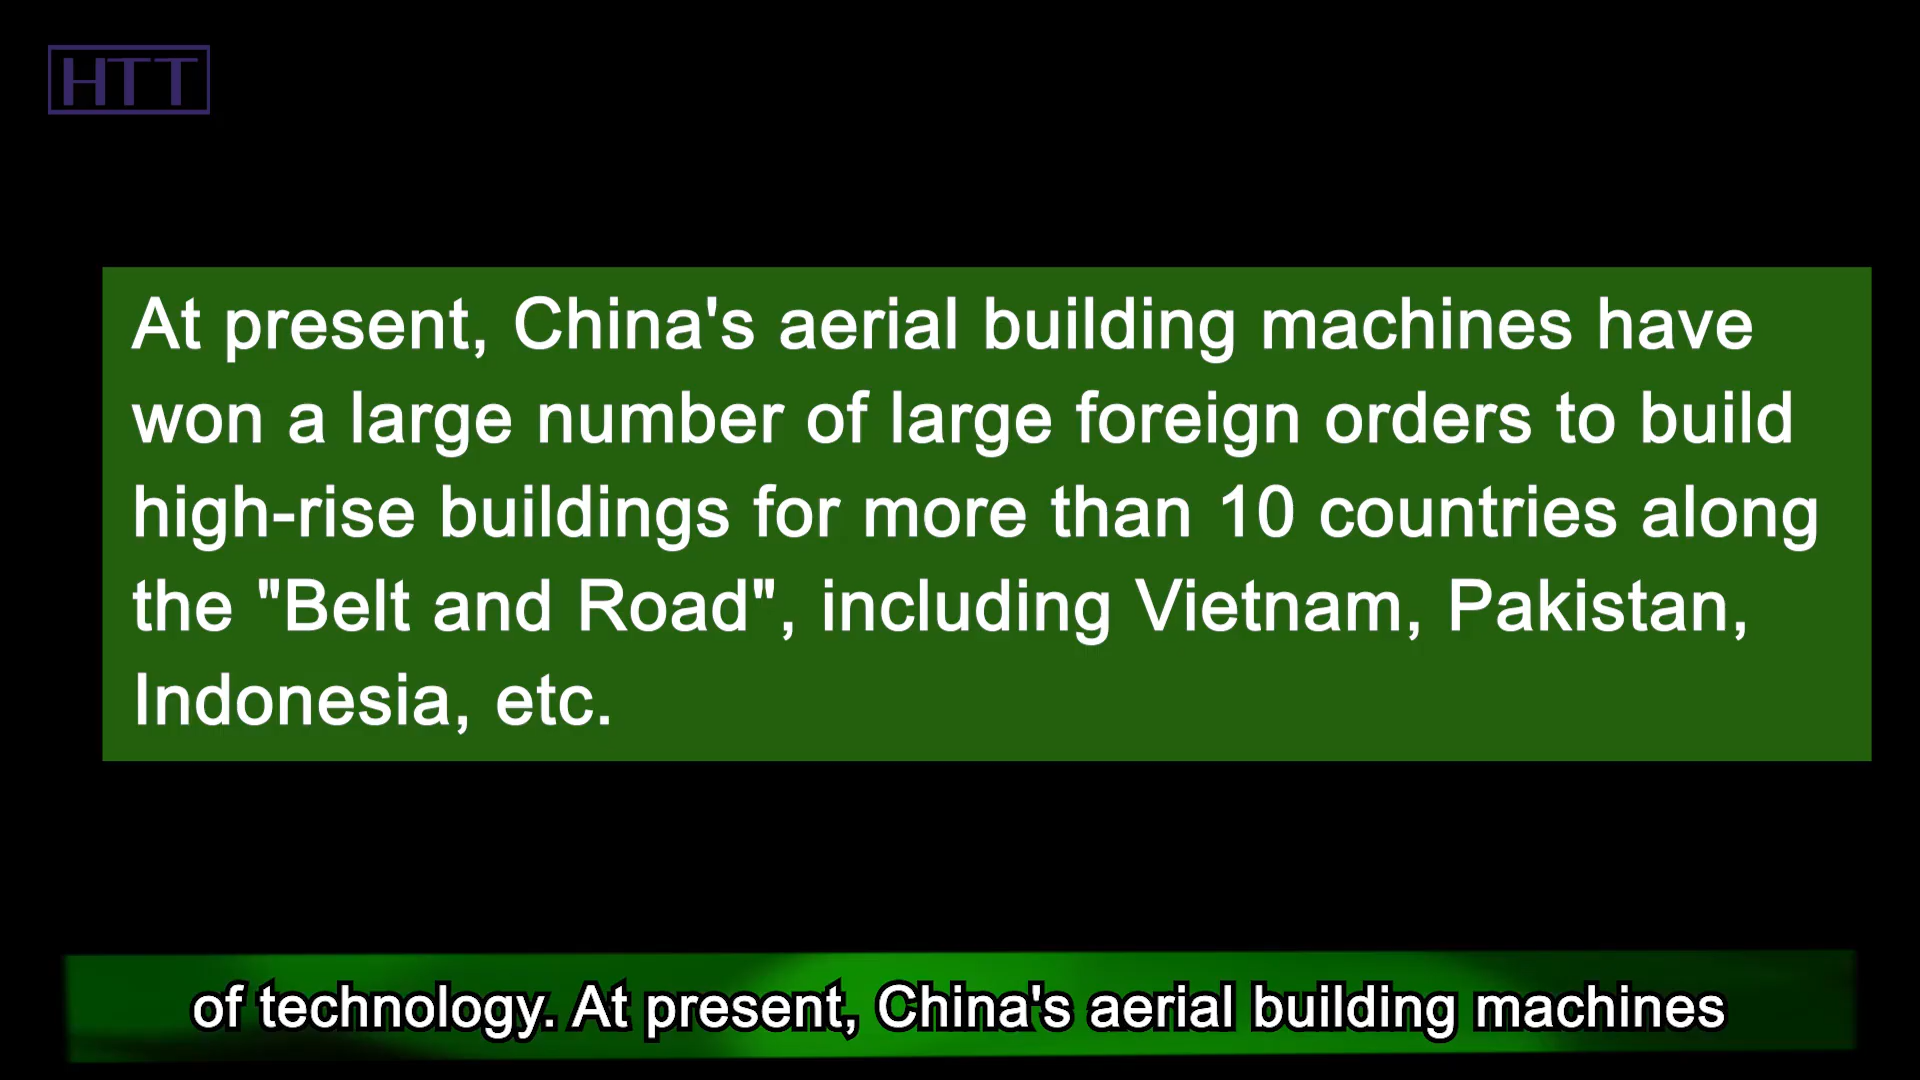 HTT
At present, China's aerial building machines have
won a large number of large foreign orders to build
high-rise buildings for more than 10 countries along
the "Belt and Road", including Vietnam, Pakistan,
Indonesia, etc.
of technology. At present, China's aerial building machines